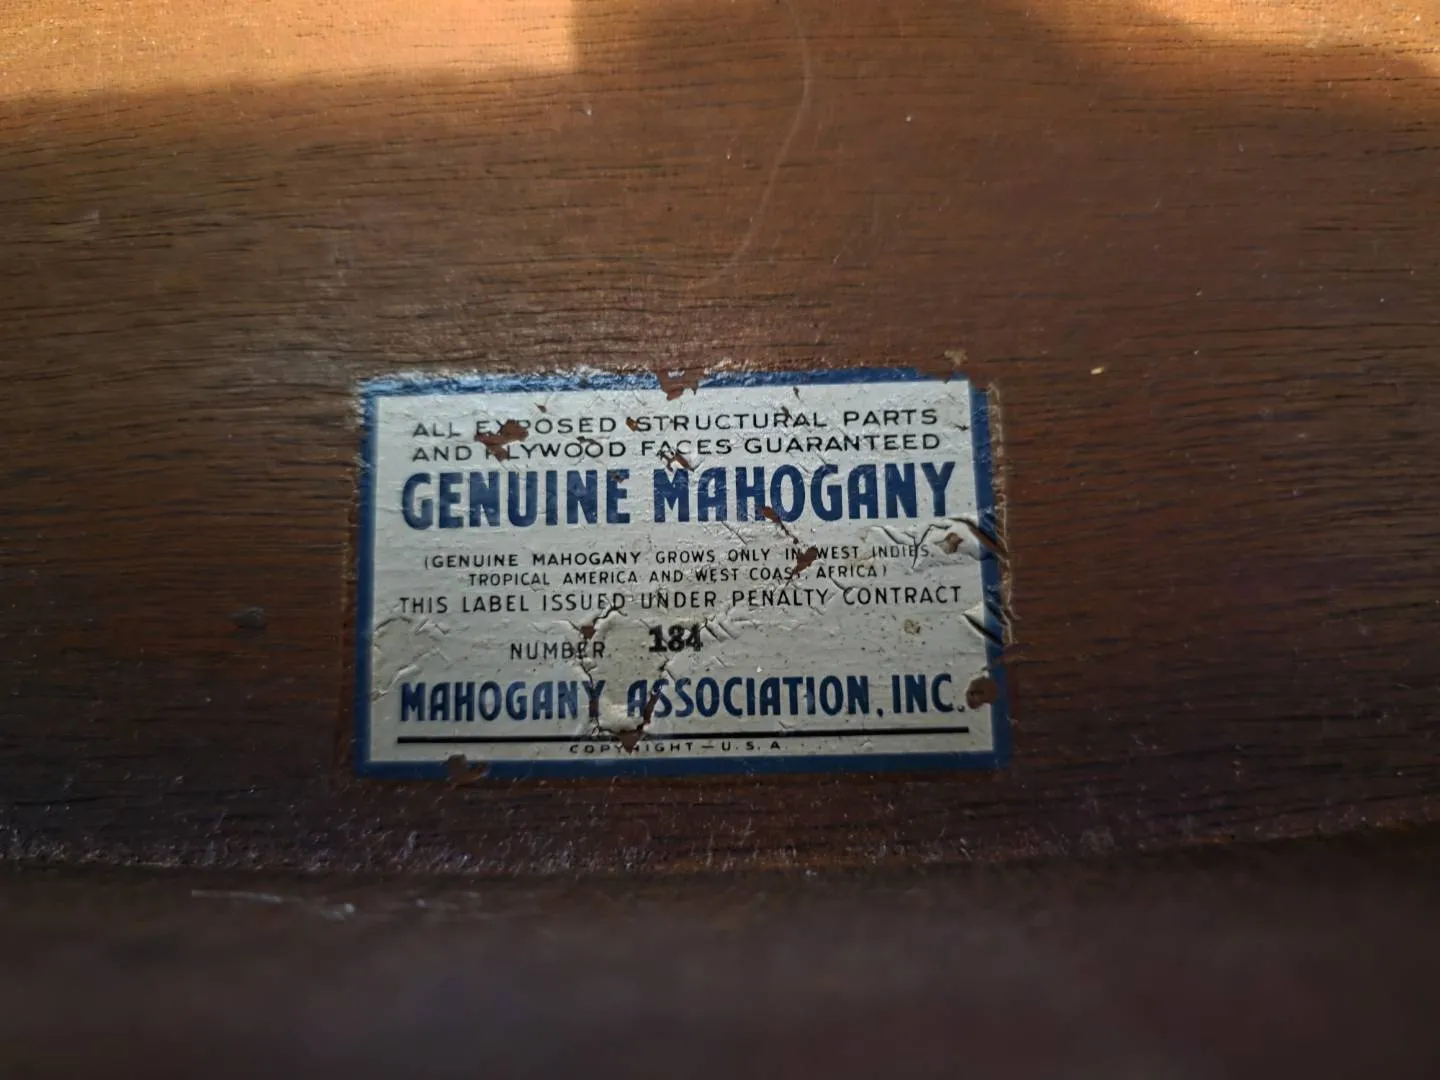 ALL EXPOSED STRUCTURAL PARTS
AND PLYWOOD FACES GUARANTEED
GENUINE MAHOGANY
(GENUINE MAHOGANY GROWS ONLY IN WEST INDIES,
TROPICAL AMERICA AND WEST COAST, AFRICA)
THIS LABEL ISSUED UNDER PENALTY CONTRACT
NUMBER 184
MAHOGANY ASSOCIATION, INC.
COPYRIGHT — U.S.A.